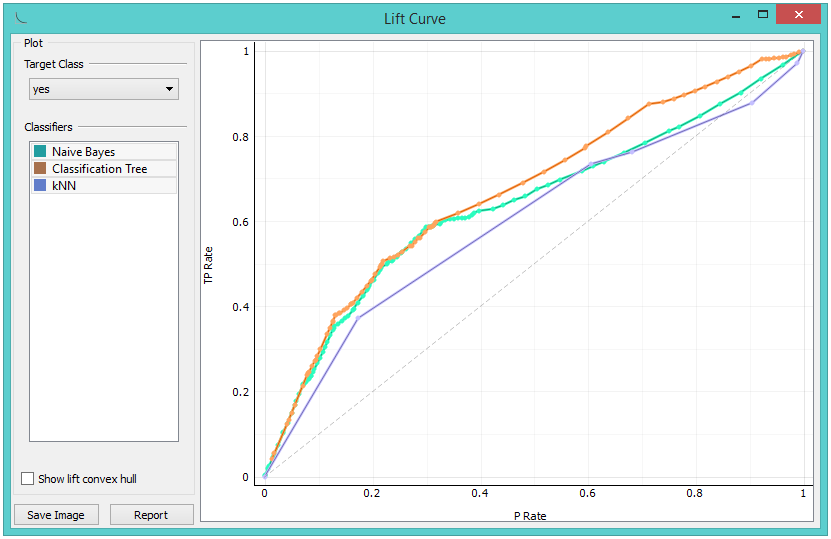 Lift Curve
Plot
Target Class
yes
Classifiers
Naive Bayes
Classification Tree
kNN
Show lift convex hull
Save Image
Report
TP Rate
1
0.8
0.6
0.4
0.2
0
0 0.2 0.4 0.6 0.8 1
P Rate